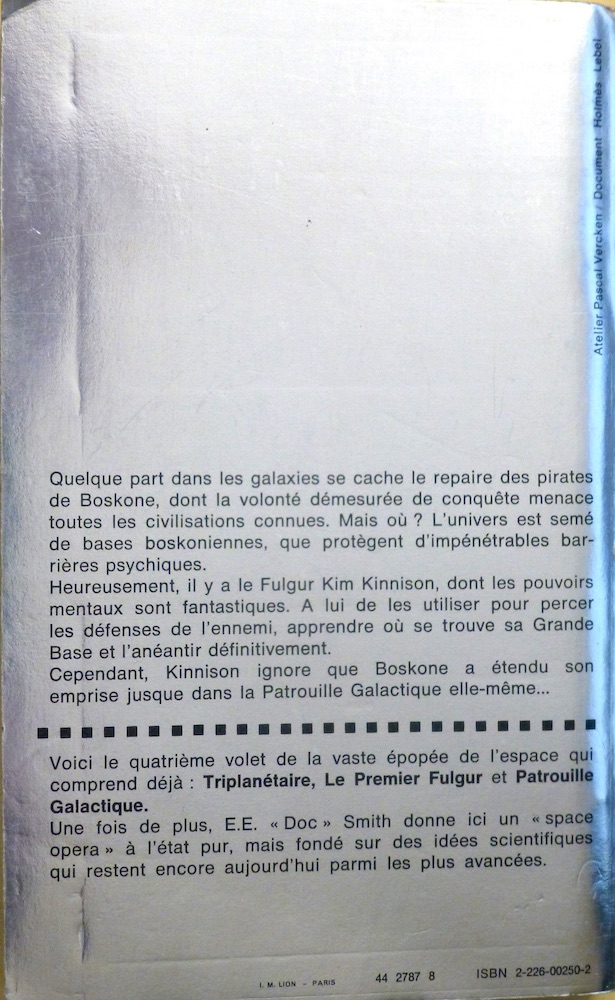 Atelier Pascal Vercken / Document Holmès Lebel
Quelque part dans les galaxies se cache le repaire des pirates
de Boskone, dont la volonté démesurée de conquête menace
toutes les civilisations connues. Mais où ? L'univers est semé
de bases boskoniennes, que protègent d'impénétrables bar-
rières psychiques.
Heureusement, il y a le Fulgur Kim Kinnison, dont les pouvoirs
mentaux sont fantastiques. A lui de les utiliser pour percer
les défenses de l'ennemi, apprendre où se trouve sa Grande
Base et l'anéantir définitivement.
Cependant, Kinnison ignore que Boskone a étendu son
emprise jusque dans la Patrouille Galactique elle-même...
Voici le quatrième volet de la vaste épopée de l'espace qui
comprend déjà : Triplanétaire, Le Premier Fulgur et Patrouille
Galactique.
Une fois de plus, E.E. « Doc » Smith donne ici un « space
opera » à l'état pur, mais fondé sur des idées scientifiques
qui restent encore aujourd'hui parmi les plus avancées.
I. M. LION - PARIS
44 2787 8
ISBN 2-226-00250-2